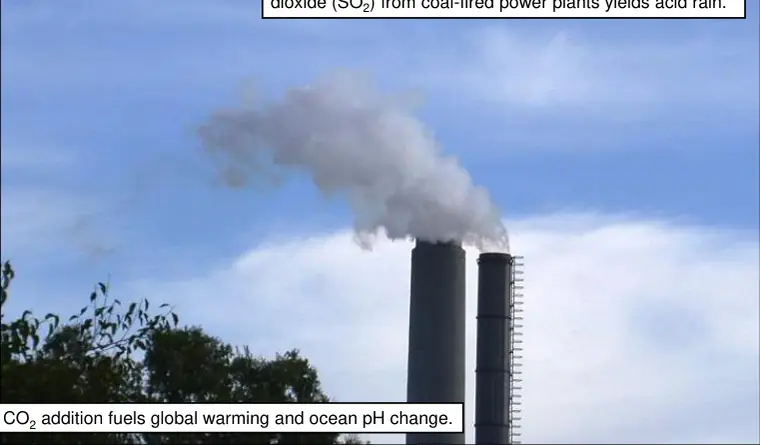 dioxide (SO₂) from coal-fired power plants yields acid rain.
CO₂ addition fuels global warming and ocean pH change.